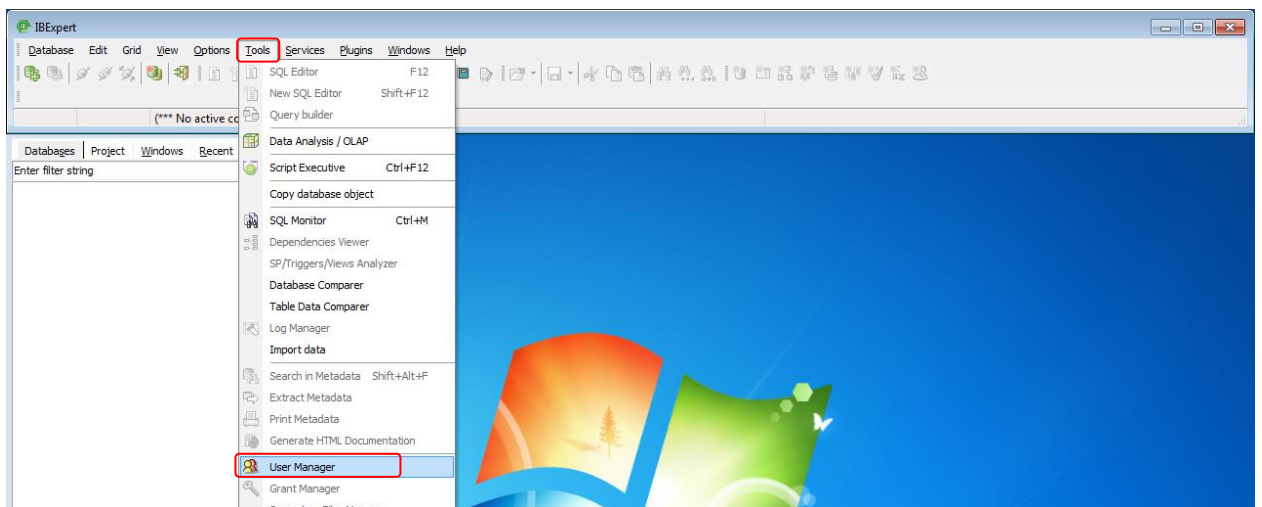 IBExpert
Database Edit Grid View Options Tools Services Plugins Windows Help
SQL Editor F12
New SQL Editor Shift+F12
Query builder
(*** No active co
Data Analysis / OLAP
Databases Project Windows Recent
Enter filter string
Script Executive Ctrl+F12
Copy database object
SQL Monitor Ctrl+M
Dependencies Viewer
SP/Triggers/Views Analyzer
Database Comparer
Table Data Comparer
Log Manager
Import data
Search in Metadata Shift+Alt+F
Extract Metadata
Print Metadata
Generate HTML Documentation
User Manager
Grant Manager